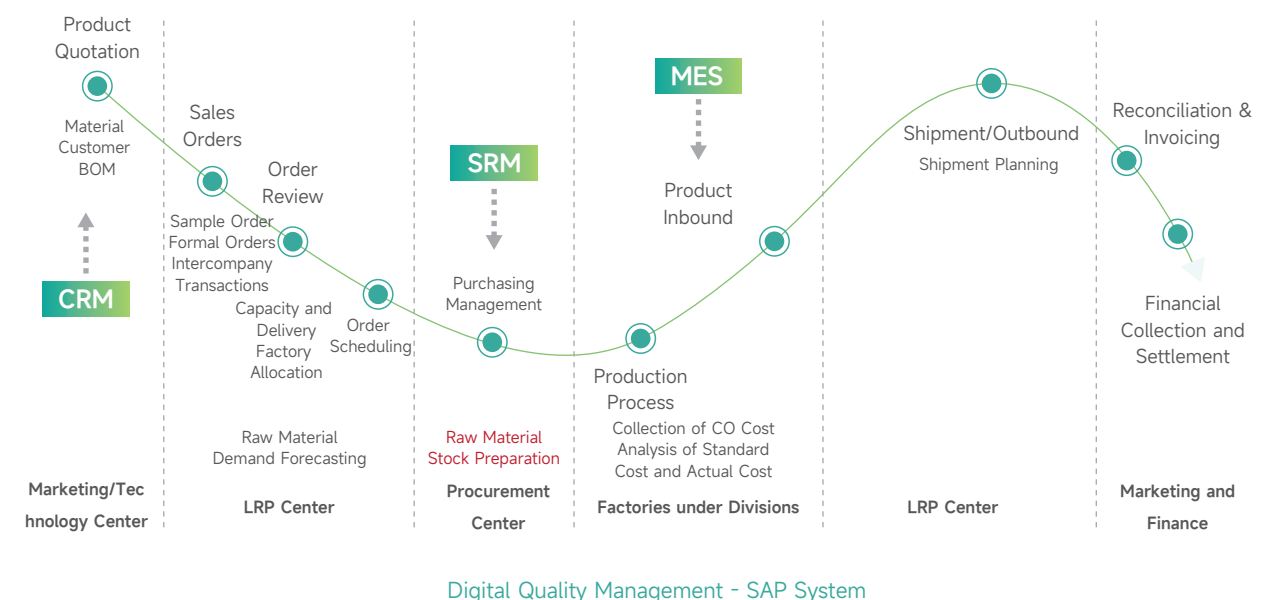 Product
Quotation
Material
Customer
BOM
CRM
Marketing/Tec
hnology Center
Sales
Orders
Order
Review
Sample Order
Formal Orders
Intercompany
Transactions
Capacity and
Delivery
Factory
Allocation
Order
Scheduling
Raw Material
Demand Forecasting
LRP Center
SRM
Purchasing
Management
Raw Material
Stock Preparation
Procurement
Center
MES
Product
Inbound
Production
Process
Collection of CO Cost
Analysis of Standard
Cost and Actual Cost
Factories under Divisions
Shipment/Outbound
Shipment Planning
LRP Center
Reconciliation &
Invoicing
Financial
Collection and
Settlement
Marketing and
Finance
Digital Quality Management - SAP System